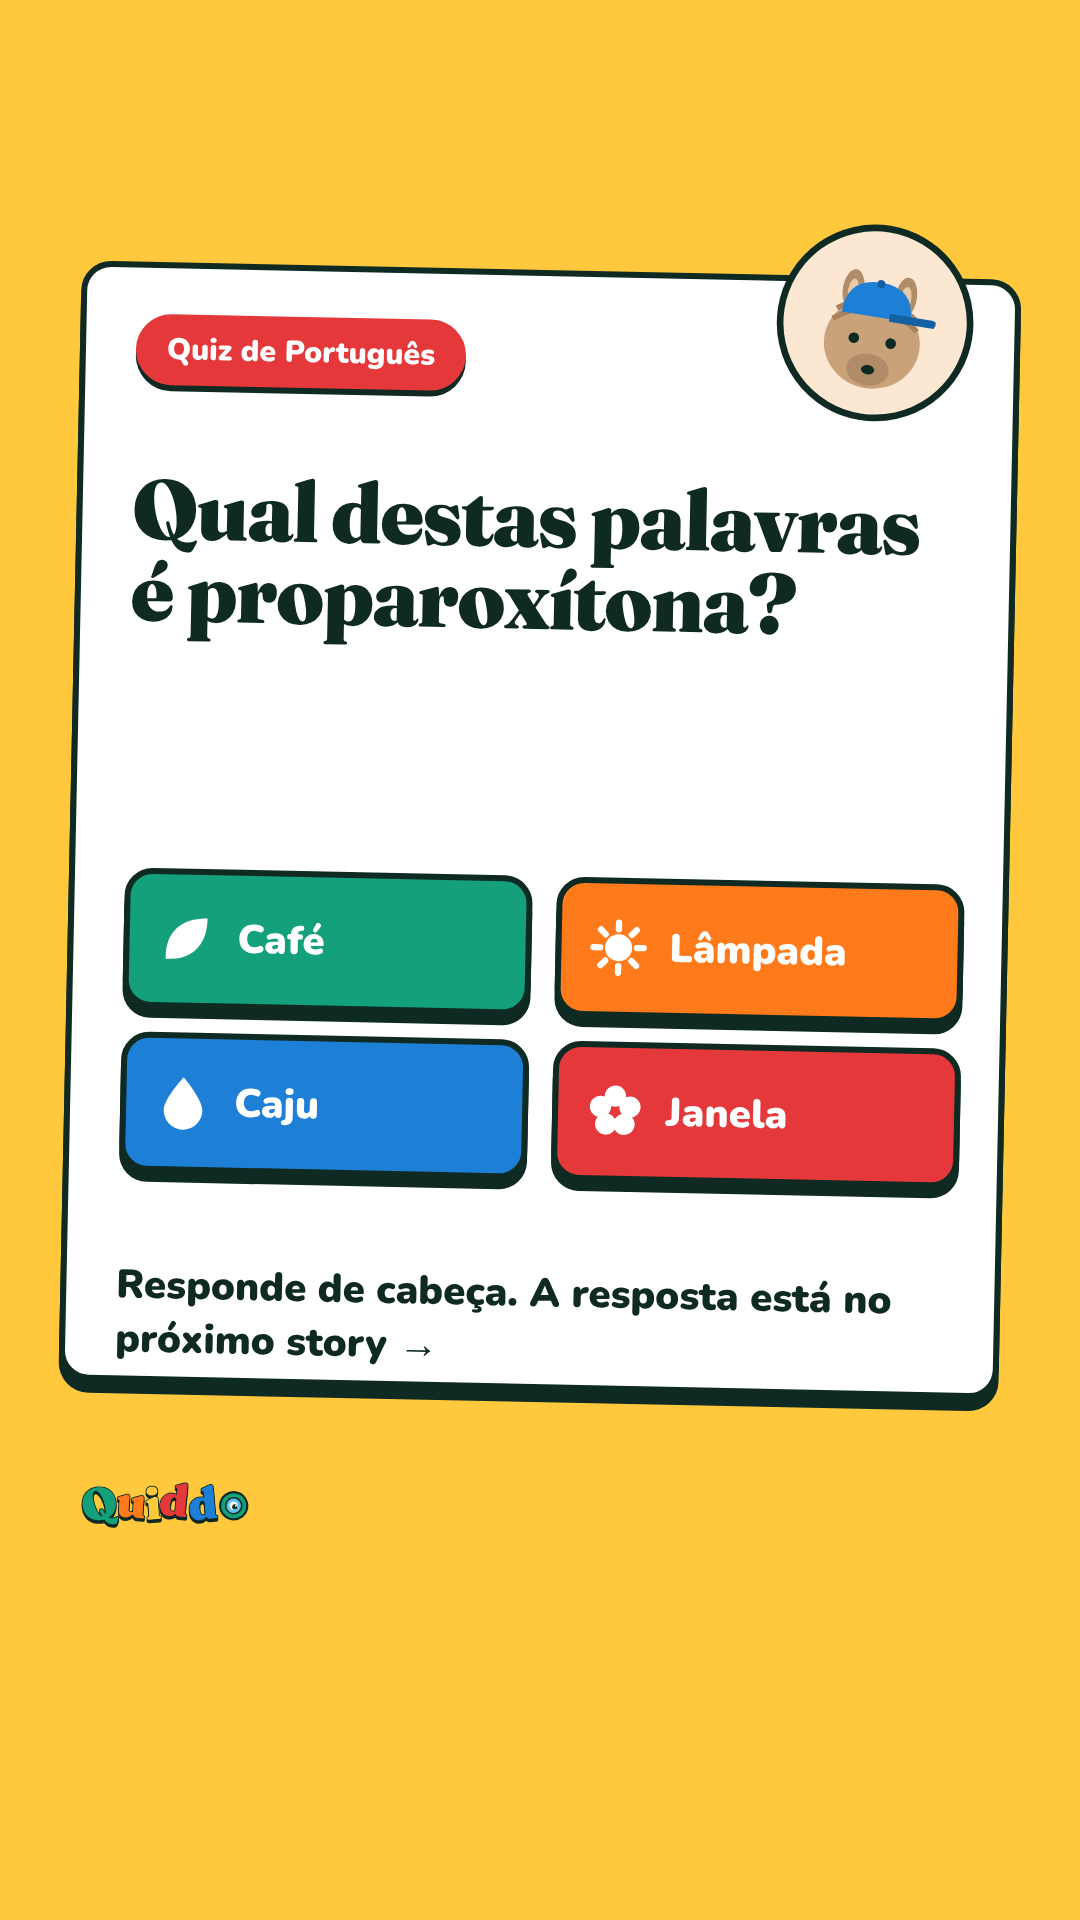 Quiz de Português
Qual destas palavras
é proparoxítona?
Café
Lâmpada
Caju
Janela
Responde de cabeça. A resposta está no
próximo story →
Quiddo